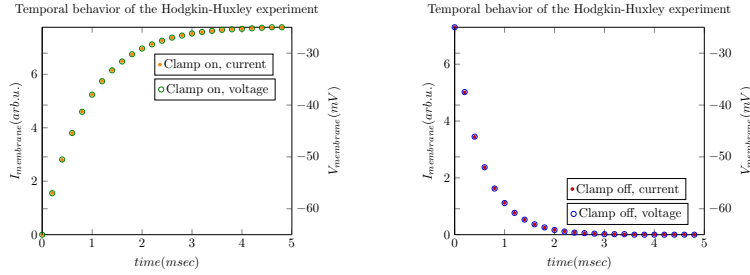 Temporal behavior of the Hodgkin-Huxley experiment
I_membrane(arb.u.)
0
2
4
6
0
1
2
3
4
5
time(msec)
−30
−40
−50
−60
V_membrane(mV)
Clamp on, current
Clamp on, voltage
Temporal behavior of the Hodgkin-Huxley experiment
I_membrane(arb.u.)
0
2
4
6
0
1
2
3
4
5
time(msec)
−30
−40
−50
−60
V_membrane(mV)
Clamp off, current
Clamp off, voltage